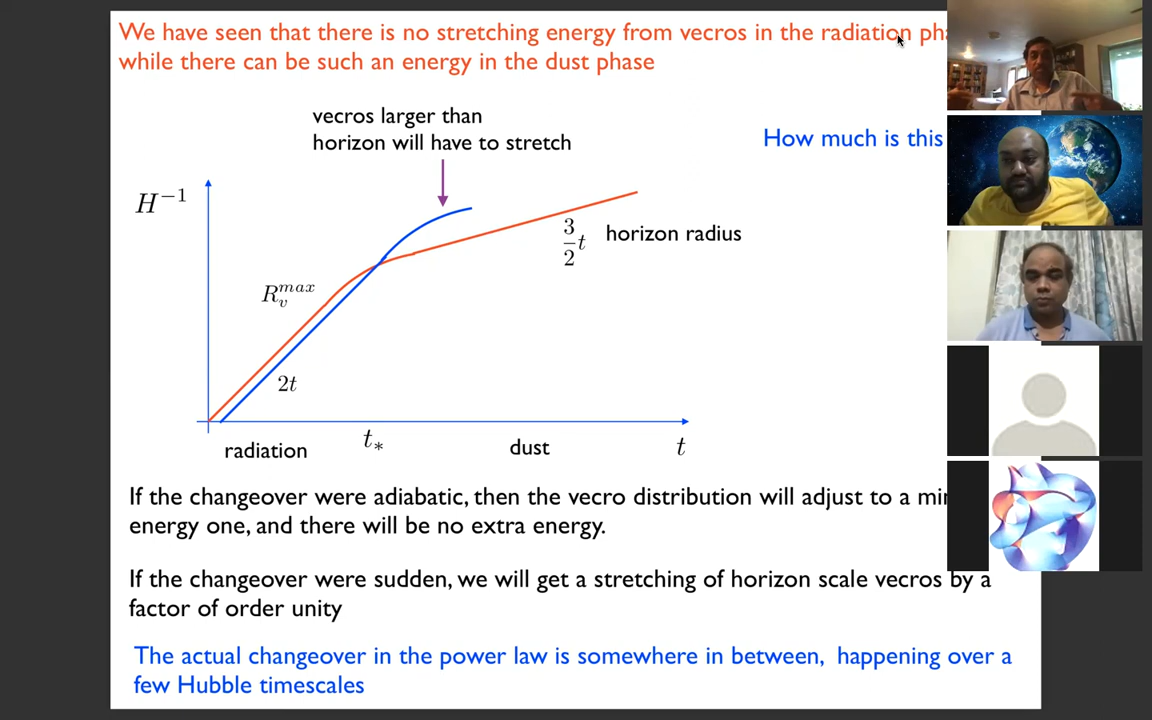 We have seen that there is no stretching energy from vecros in the radiation
while there can be such an energy in the dust phase
vecros larger than
horizon will have to stretch
How much is this
H⁻¹
3/2 t horizon radius
R_v^{max}
2t
radiation
t_*
dust
t
If the changeover were adiabatic, then the vecro distribution will adjust to a
energy one, and there will be no extra energy.
If the changeover were sudden, we will get a stretching of horizon scale vecros by a
factor of order unity
The actual changeover in the power law is somewhere in between, happening over a
few Hubble timescales